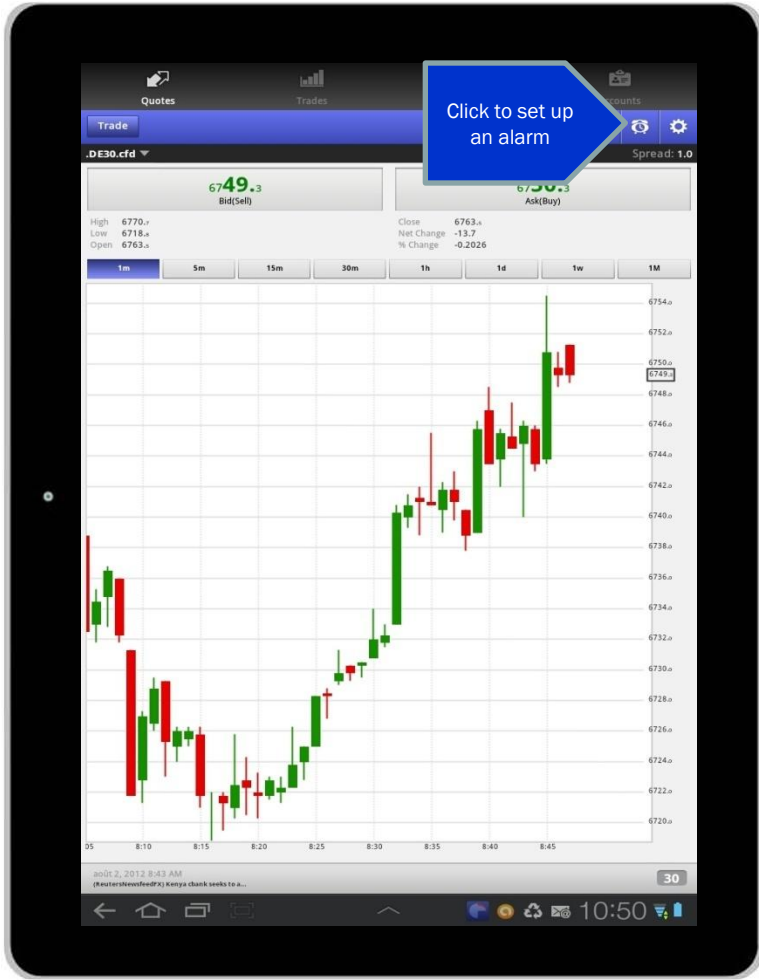 Quotes
Trades
Click to set up
an alarm
Trade
.DE30.cfd
Spread: 1.0
6749.3
Bid(Sell)
Ask(Buy)
High 6770.
Low 6718.
Open 6763.
Close 6763.
Net Change -13.7
% Change -0.2026
1m 5m 15m 30m 1h 1d 1w 1M
6754.0
6752.0
6750.0
6749.3
6748.0
6746.0
6744.0
6742.0
6740.0
6738.0
6736.0
6734.0
6732.0
6730.0
6728.0
6726.0
6724.0
6722.0
6720.0
05 8:10 8:15 8:20 8:25 8:30 8:35 8:40 8:45
août 2, 2012 8:43 AM
(ReutersNewsfeedFX) Kenya cbank seeks to a...
30
10:50